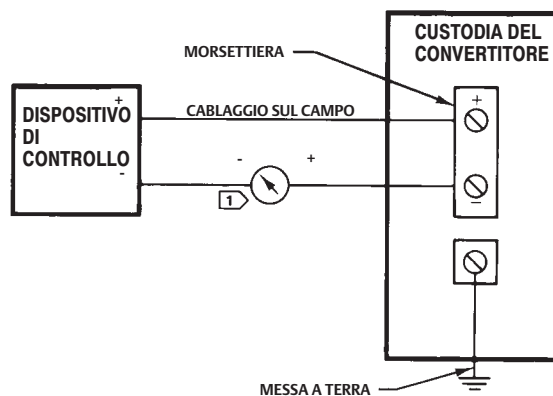 CUSTODIA DEL
CONVERTITORE
MORSETTIERA
+
+
DISPOSITIVO
DI
CONTROLLO
CABLAGGIO SUL CAMPO
-
-
+
1
-
MESSA A TERRA